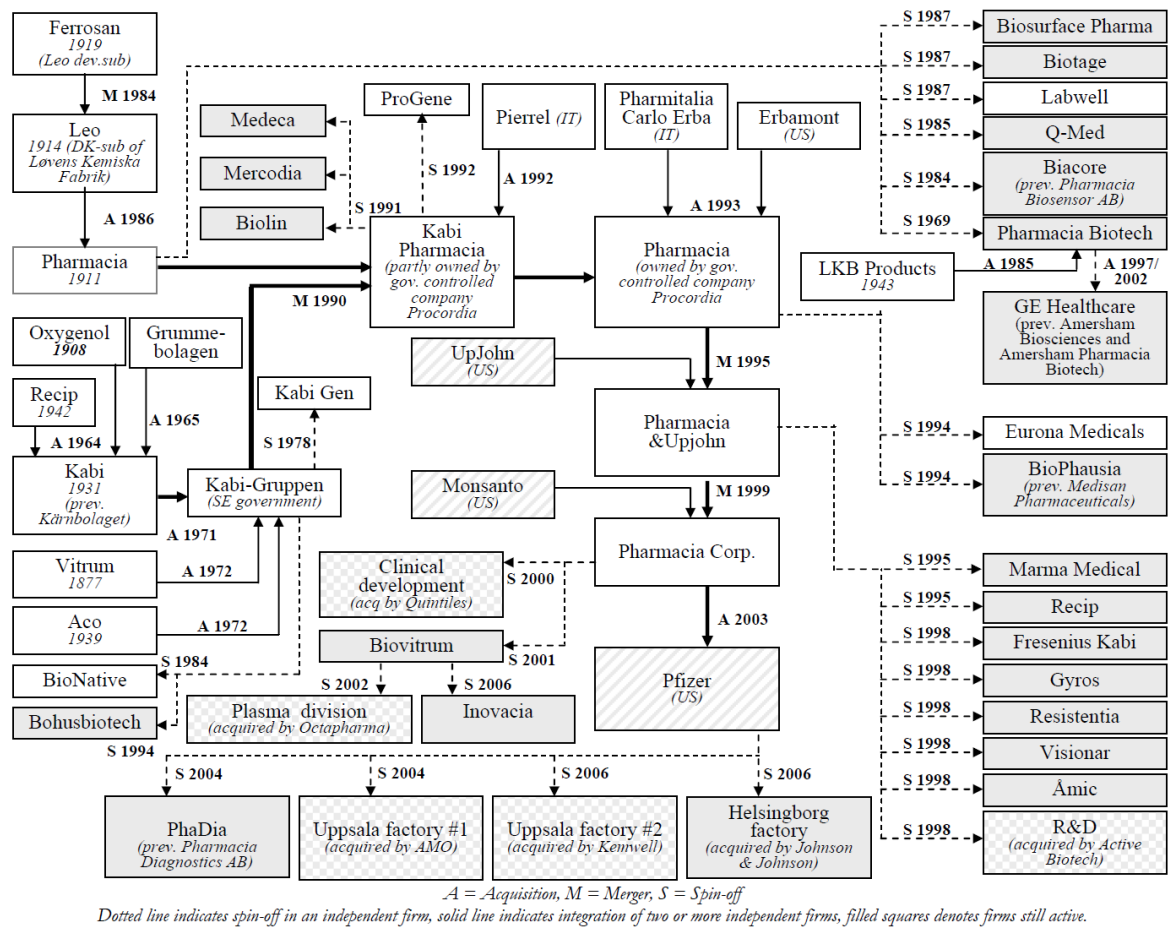 Ferrosan
1919
(Leo dev.sub)
M 1984
Leo
1914 (DK-sub of
Løvens Kemiska
Fabrik)
A 1986
Pharmacia
1911
Medeca
Mercodia
Biolin
S 1991
ProGene
S 1992
Pierrel (IT)
A 1992
Pharmitalia
Carlo Erba
(IT)
Erbamont
(US)
A 1993
Kabi
Pharmacia
(partly owned by
gov. controlled
company
Procordia
Pharmacia
(owned by gov.
controlled company
Procordia
M 1990
S 1987
Biosurface Pharma
S 1987
Biotage
S 1987
Labwell
S 1985
Q-Med
S 1984
Biacore
(prev. Pharmacia
Biosensor AB)
S 1969
Pharmacia Biotech
LKB Products
1943
A 1985
A 1997/
2002
GE Healthcare
(prev. Amersham
Biosciences and
Amersham Pharmacia
Biotech)
Oxygenol
1908
Grumme-
bolagen
Recip
1942
A 1964
A 1965
Kabi
1931
(prev.
Kärnbolaget)
Kabi Gen
S 1978
Kabi-Gruppen
(SE government)
A 1971
Vitrum
1877
A 1972
Aco
1939
A 1972
S 1984
BioNative
Bohusbiotech
S 1994
UpJohn
(US)
M 1995
Pharmacia
&Upjohn
Monsanto
(US)
M 1999
Pharmacia Corp.
Clinical
development
(acq by Quintiles)
S 2000
Biovitrum
S 2001
S 2002
S 2006
Plasma division
(acquired by Octapharma)
Inovacia
A 2003
Pfizer
(US)
S 1994
Eurona Medicals
S 1994
BioPhausia
(prev. Medisan
Pharmaceuticals)
S 1995
Marma Medical
S 1995
Recip
S 1998
Fresenius Kabi
S 1998
Gyros
S 1998
Resistentia
S 1998
Visionar
S 1998
Åmic
S 1998
R&D
(acquired by Active
Biotech)
S 2004
S 2004
S 2006
S 2006
PhaDia
(prev. Pharmacia
Diagnostics AB)
Uppsala factory #1
(acquired by AMO)
Uppsala factory #2
(acquired by Kemwell)
Helsingborg
factory
(acquired by Johnson
& Johnson)
A = Acquisition, M = Merger, S = Spin-off
Dotted line indicates spin-off in an independent firm, solid line indicates integration of two or more independent firms, filled squares denotes firms still active.